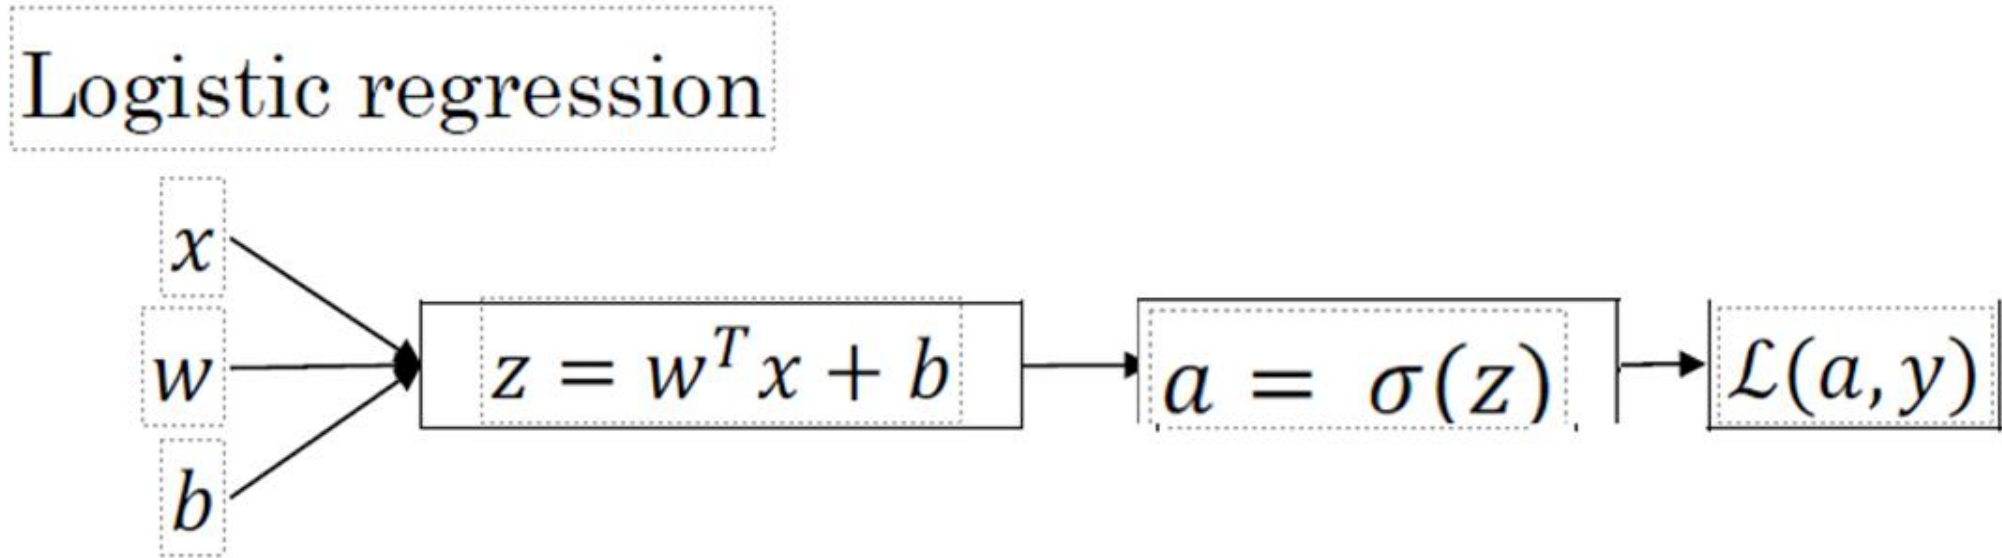 Logistic regression
x
w
b
z = w^T x + b
a = σ(z)
ℒ(a, y)